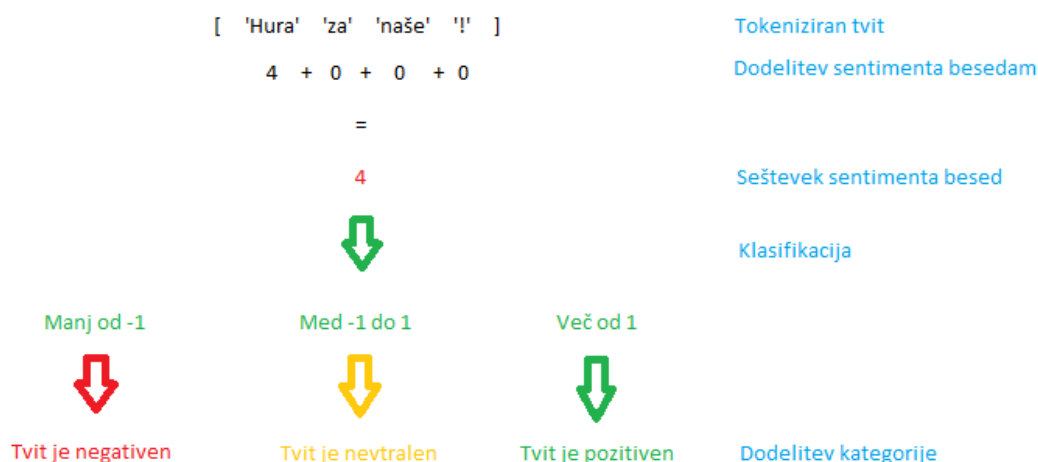 [ 'Hura' 'za' 'naše' '!' ] Tokeniziran tvit
4 + 0 + 0 + 0 Dodelitev sentimenta besedam
=
4 Seštevek sentimenta besed
Klasifikacija
Manj od -1 Med -1 do 1 Več od 1
Tvit je negativen Tvit je nevtralen Tvit je pozitiven Dodelitev kategorije